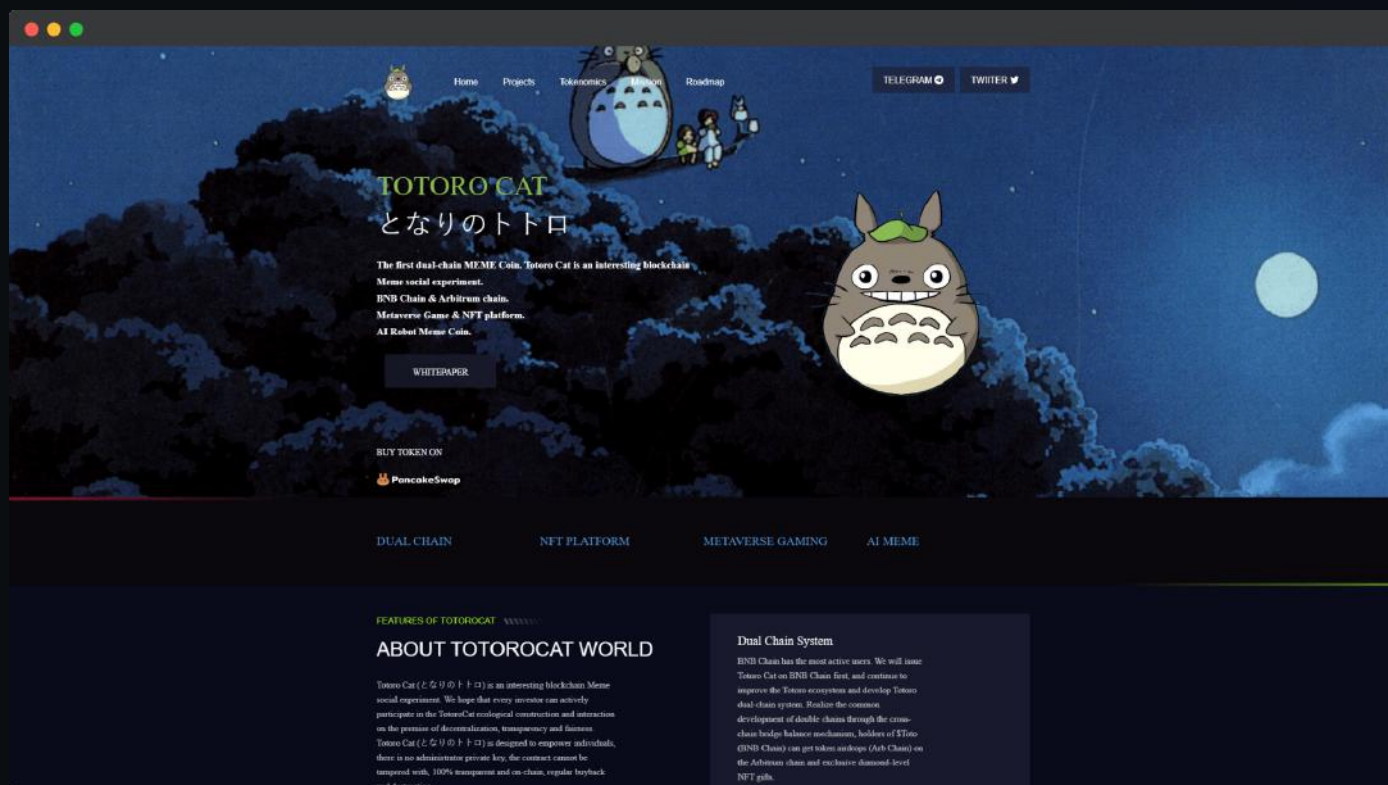 Home Projects Tokenomics Mission Roadmap TELEGRAM TWIITER
TOTORO CAT
となりのトトロ
The first dual-chain MEME Coin. Totoro Cat is an interesting blockchain
Meme social experiment.
BNB Chain & Arbitrum chain.
Metaverse Game & NFT platform.
AI Robot Meme Coin.
WHITEPAPER
BUY TOKEN ON
PancakeSwap
DUAL CHAIN NFT PLATFORM METAVERSE GAMING AI MEME
FEATURES OF TOTOROCAT
ABOUT TOTOROCAT WORLD
Totoro Cat (となりのトトロ) is an interesting blockchain Meme
social experiment. We hope that every investor can actively
participate in the TotoroCat ecological construction and interaction
on the premise of decentralization, transparency and fairness.
Totoro Cat (となりのトトロ) is designed to empower individuals,
there is no administrator private key, the contract cannot be
tampered with, 100% transparent and on-chain, regular buyback
Dual Chain System
BNB Chain has the most active users. We will issue
Totoro Cat on BNB Chain first, and continue to
improve the Totoro ecosystem and develop Totoro
dual-chain system. Realize the common
development of double chains through the cross-
chain bridge balance mechanism, holders of $Toto
(BNB Chain) can get token airdrops (Arb Chain) on
the Arbitrum chain and exclusive diamond-level
NFT gifts.